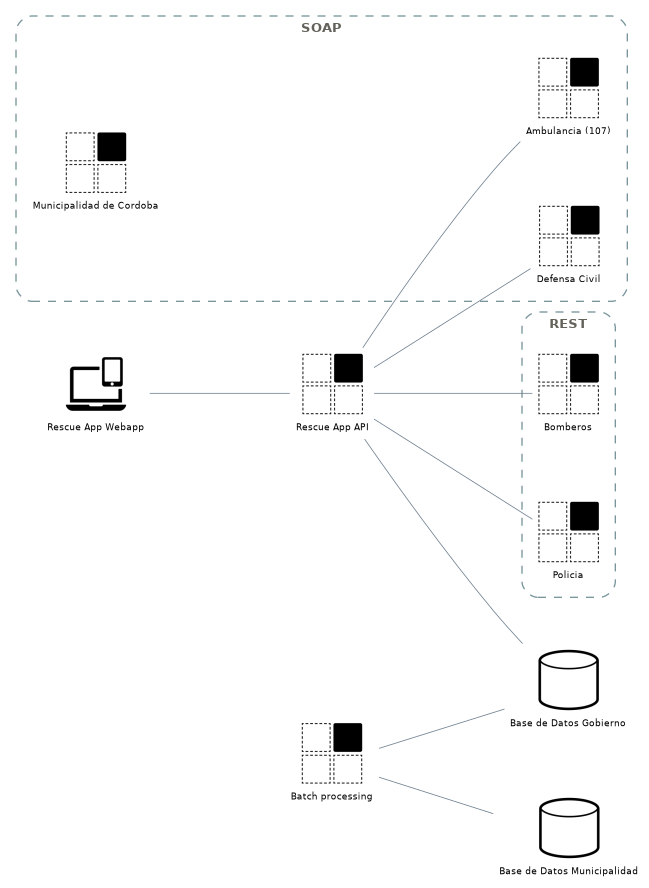 SOAP
Ambulancia (107)
Municipalidad de Cordoba
Defensa Civil
REST
Rescue App Webapp
Rescue App API
Bomberos
Policia
Base de Datos Gobierno
Batch processing
Base de Datos Municipalidad